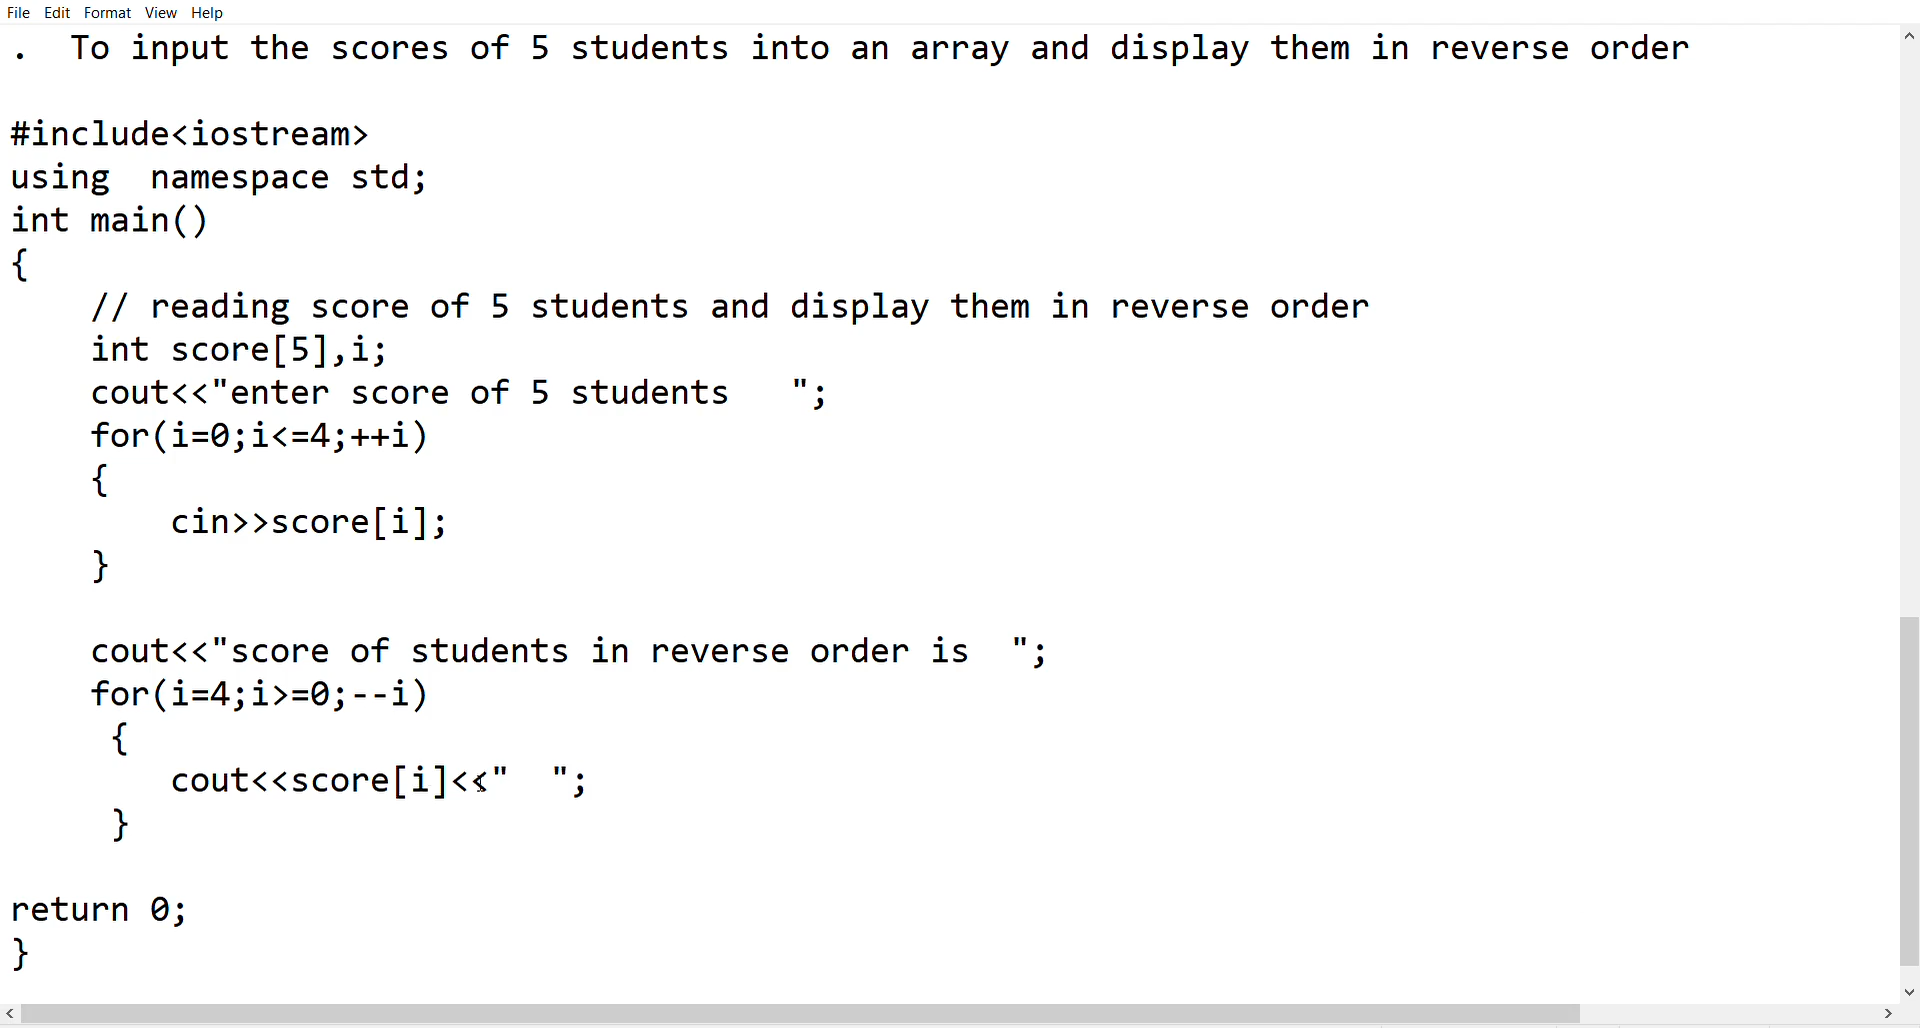 File Edit Format View Help
.  To input the scores of 5 students into an array and display them in reverse order

#include<iostream>
using  namespace std;
int main()
{
    // reading score of 5 students and display them in reverse order
    int score[5],i;
    cout<<"enter score of 5 students   ";
    for(i=0;i<=4;++i)
    {
        cin>>score[i];
    }

    cout<<"score of students in reverse order is  ";
    for(i=4;i>=0;--i)
     {
        cout<<score[i]<<"  ";
     }

return 0;
}